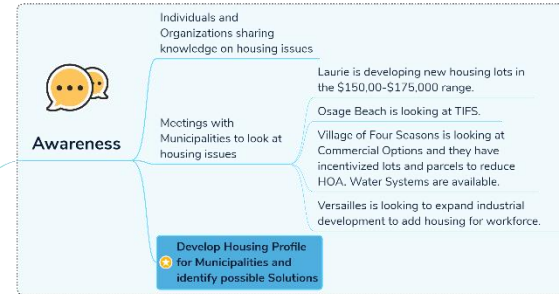 Individuals and
Organizations sharing
knowledge on housing issues
Awareness
Meetings with
Municipalities to look at
housing issues
Laurie is developing new housing lots in
the $150,00-$175,000 range.
Osage Beach is looking at TIFS.
Village of Four Seasons is looking at
Commercial Options and they have
incentivized lots and parcels to reduce
HOA. Water Systems are available.
Versailles is looking to expand industrial
development to add housing for workforce.
Develop Housing Profile
for Municipalities and
identify possible Solutions